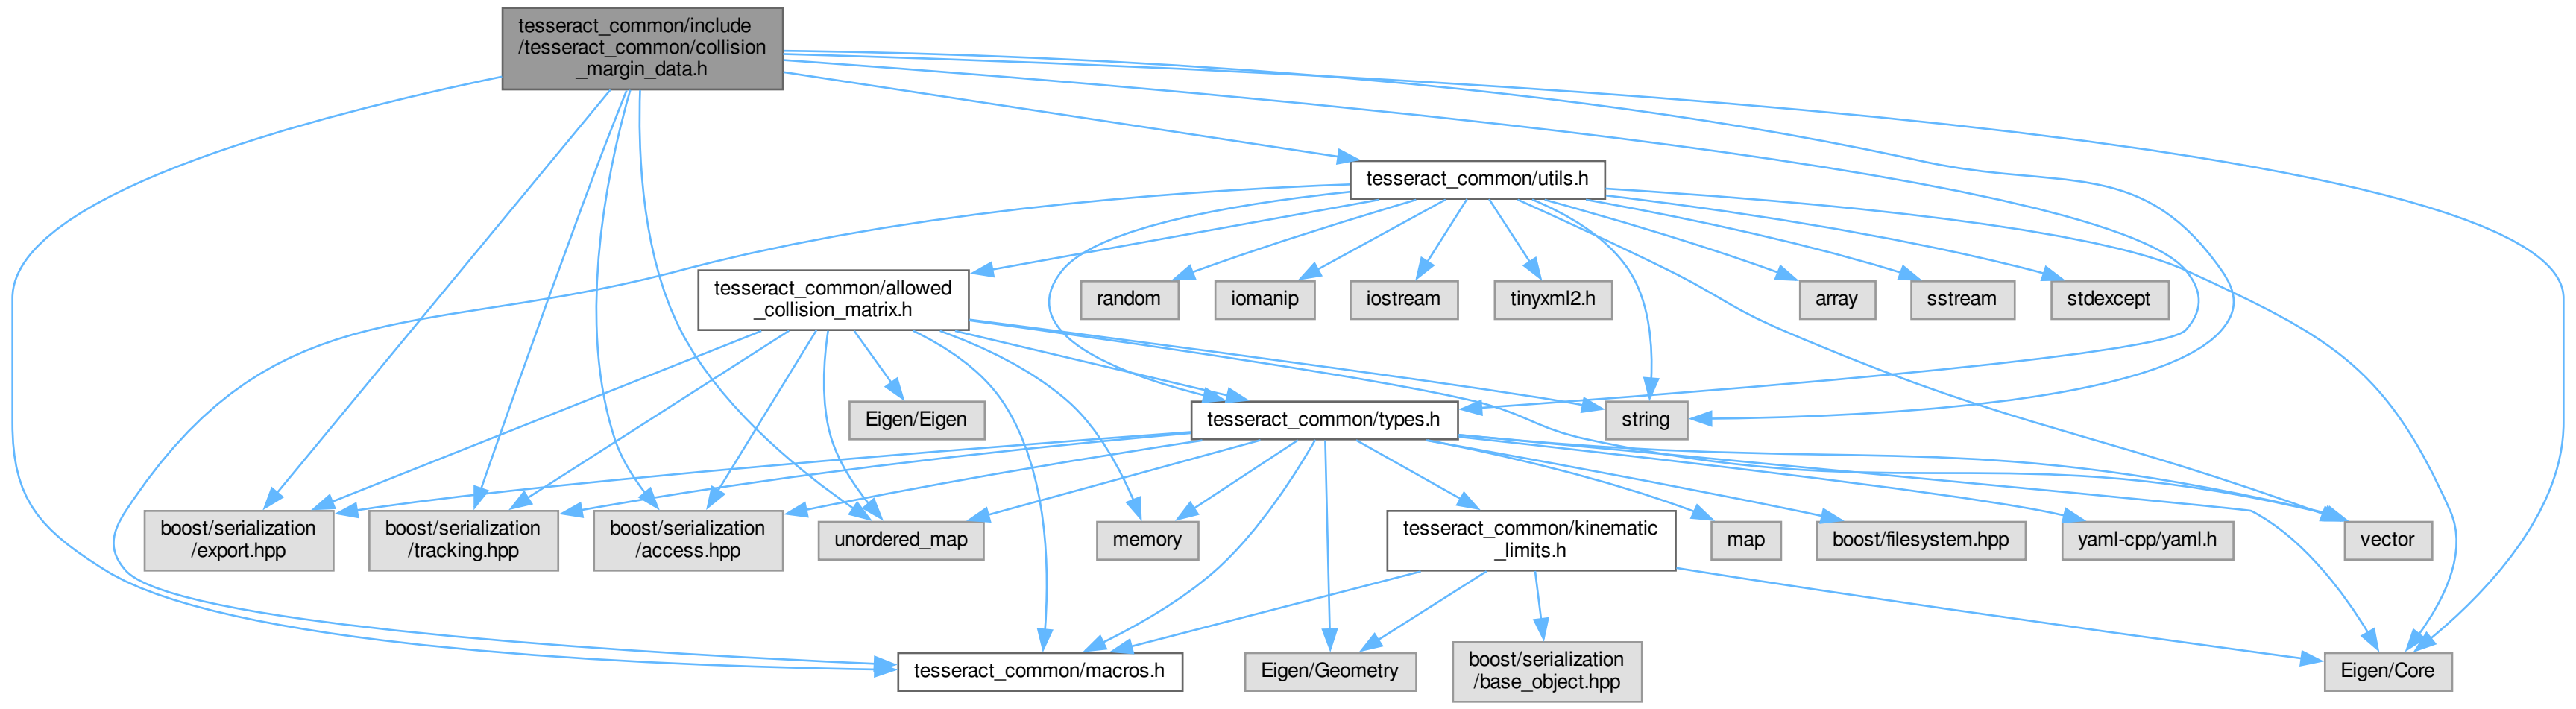 tesseract_common/include
/tesseract_common/collision
_margin_data.h
tesseract_common/utils.h
tesseract_common/allowed
_collision_matrix.h
random
iomanip
iostream
tinyxml2.h
array
sstream
stdexcept
Eigen/Eigen
tesseract_common/types.h
string
boost/serialization
/export.hpp
boost/serialization
/tracking.hpp
boost/serialization
/access.hpp
unordered_map
memory
tesseract_common/kinematic
_limits.h
map
boost/filesystem.hpp
yaml-cpp/yaml.h
vector
tesseract_common/macros.h
Eigen/Geometry
boost/serialization
/base_object.hpp
Eigen/Core